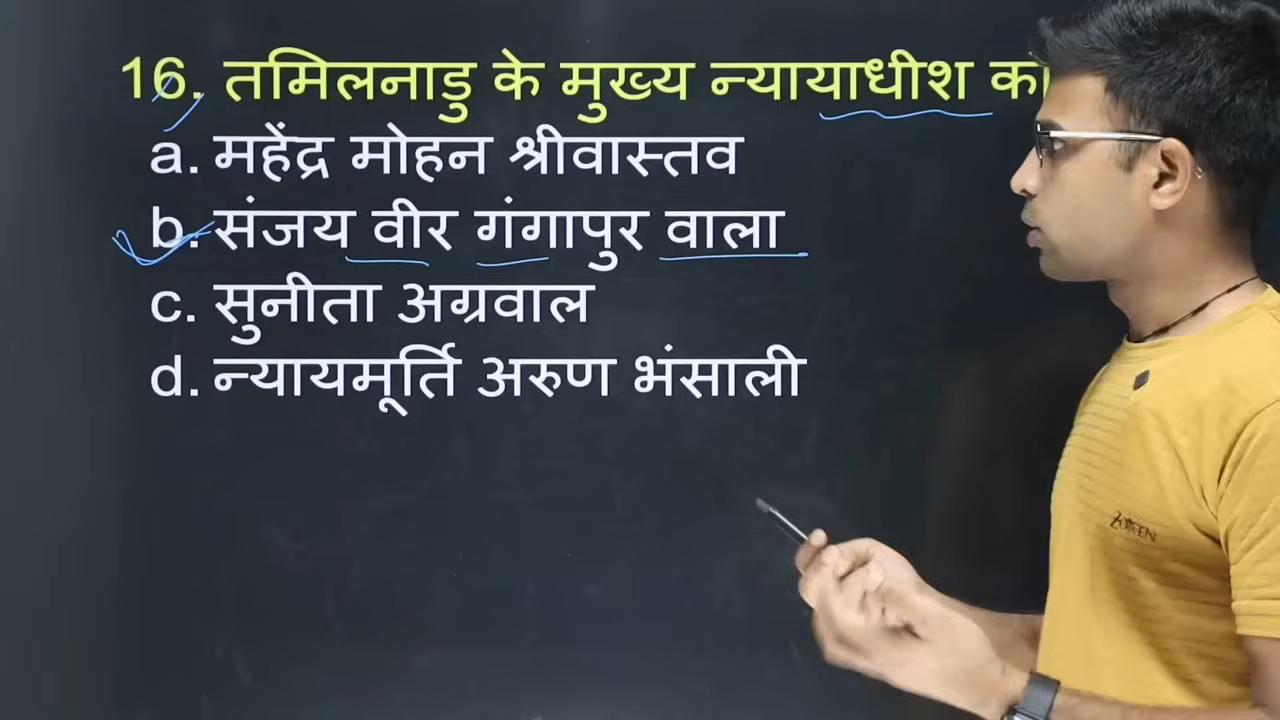 16. तमिलनाडु के मुख्य न्यायाधीश
a. महेंद्र मोहन श्रीवास्तव
b. संजय वीर गंगापुर वाला
c. सुनीता अग्रवाल
d. न्यायमूर्ति अरुण भंसाली